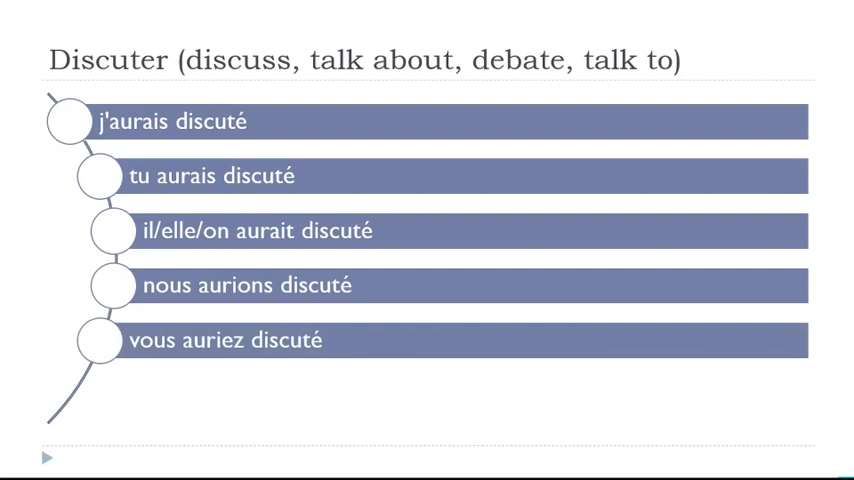 Discuter (discuss, talk about, debate, talk to)
j'aurais discuté
tu aurais discuté
il/elle/on aurait discuté
nous aurions discuté
vous auriez discuté